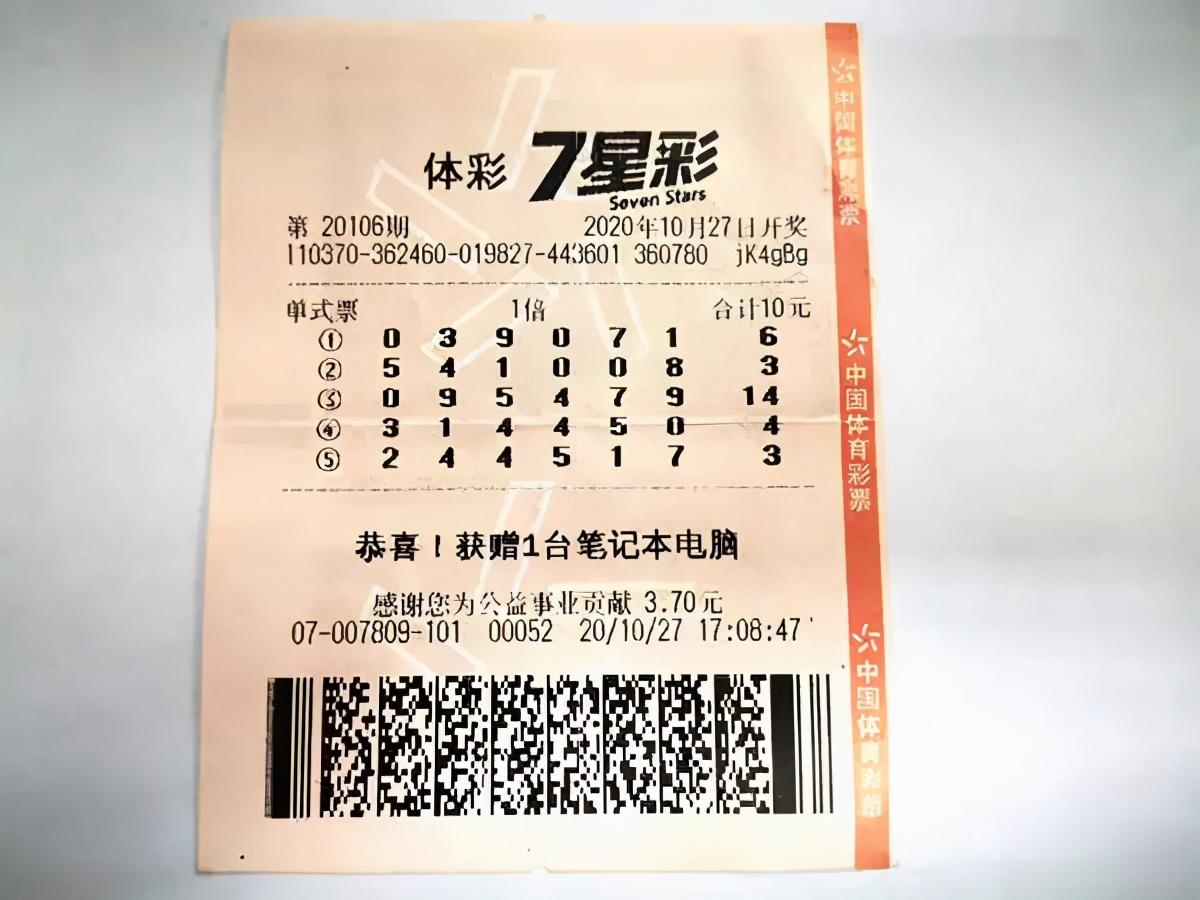 体彩 7星彩
Seven Stars
第 20106期 2020年10月27日开奖
110370-362460-019827-443601 360780 jK4gBg
单式票 1倍 合计10元
① 0 3 9 0 7 1 6
② 5 4 1 0 0 8 3
③ 0 9 5 4 7 9 14
④ 3 1 4 4 5 0 4
⑤ 2 4 4 5 1 7 3
恭喜！获赠1台笔记本电脑
感谢您为公益事业贡献 3.70元
07-007809-101 00052 20/10/27 17:08:47
中国体育彩票
中国体育彩票
中国体育彩票